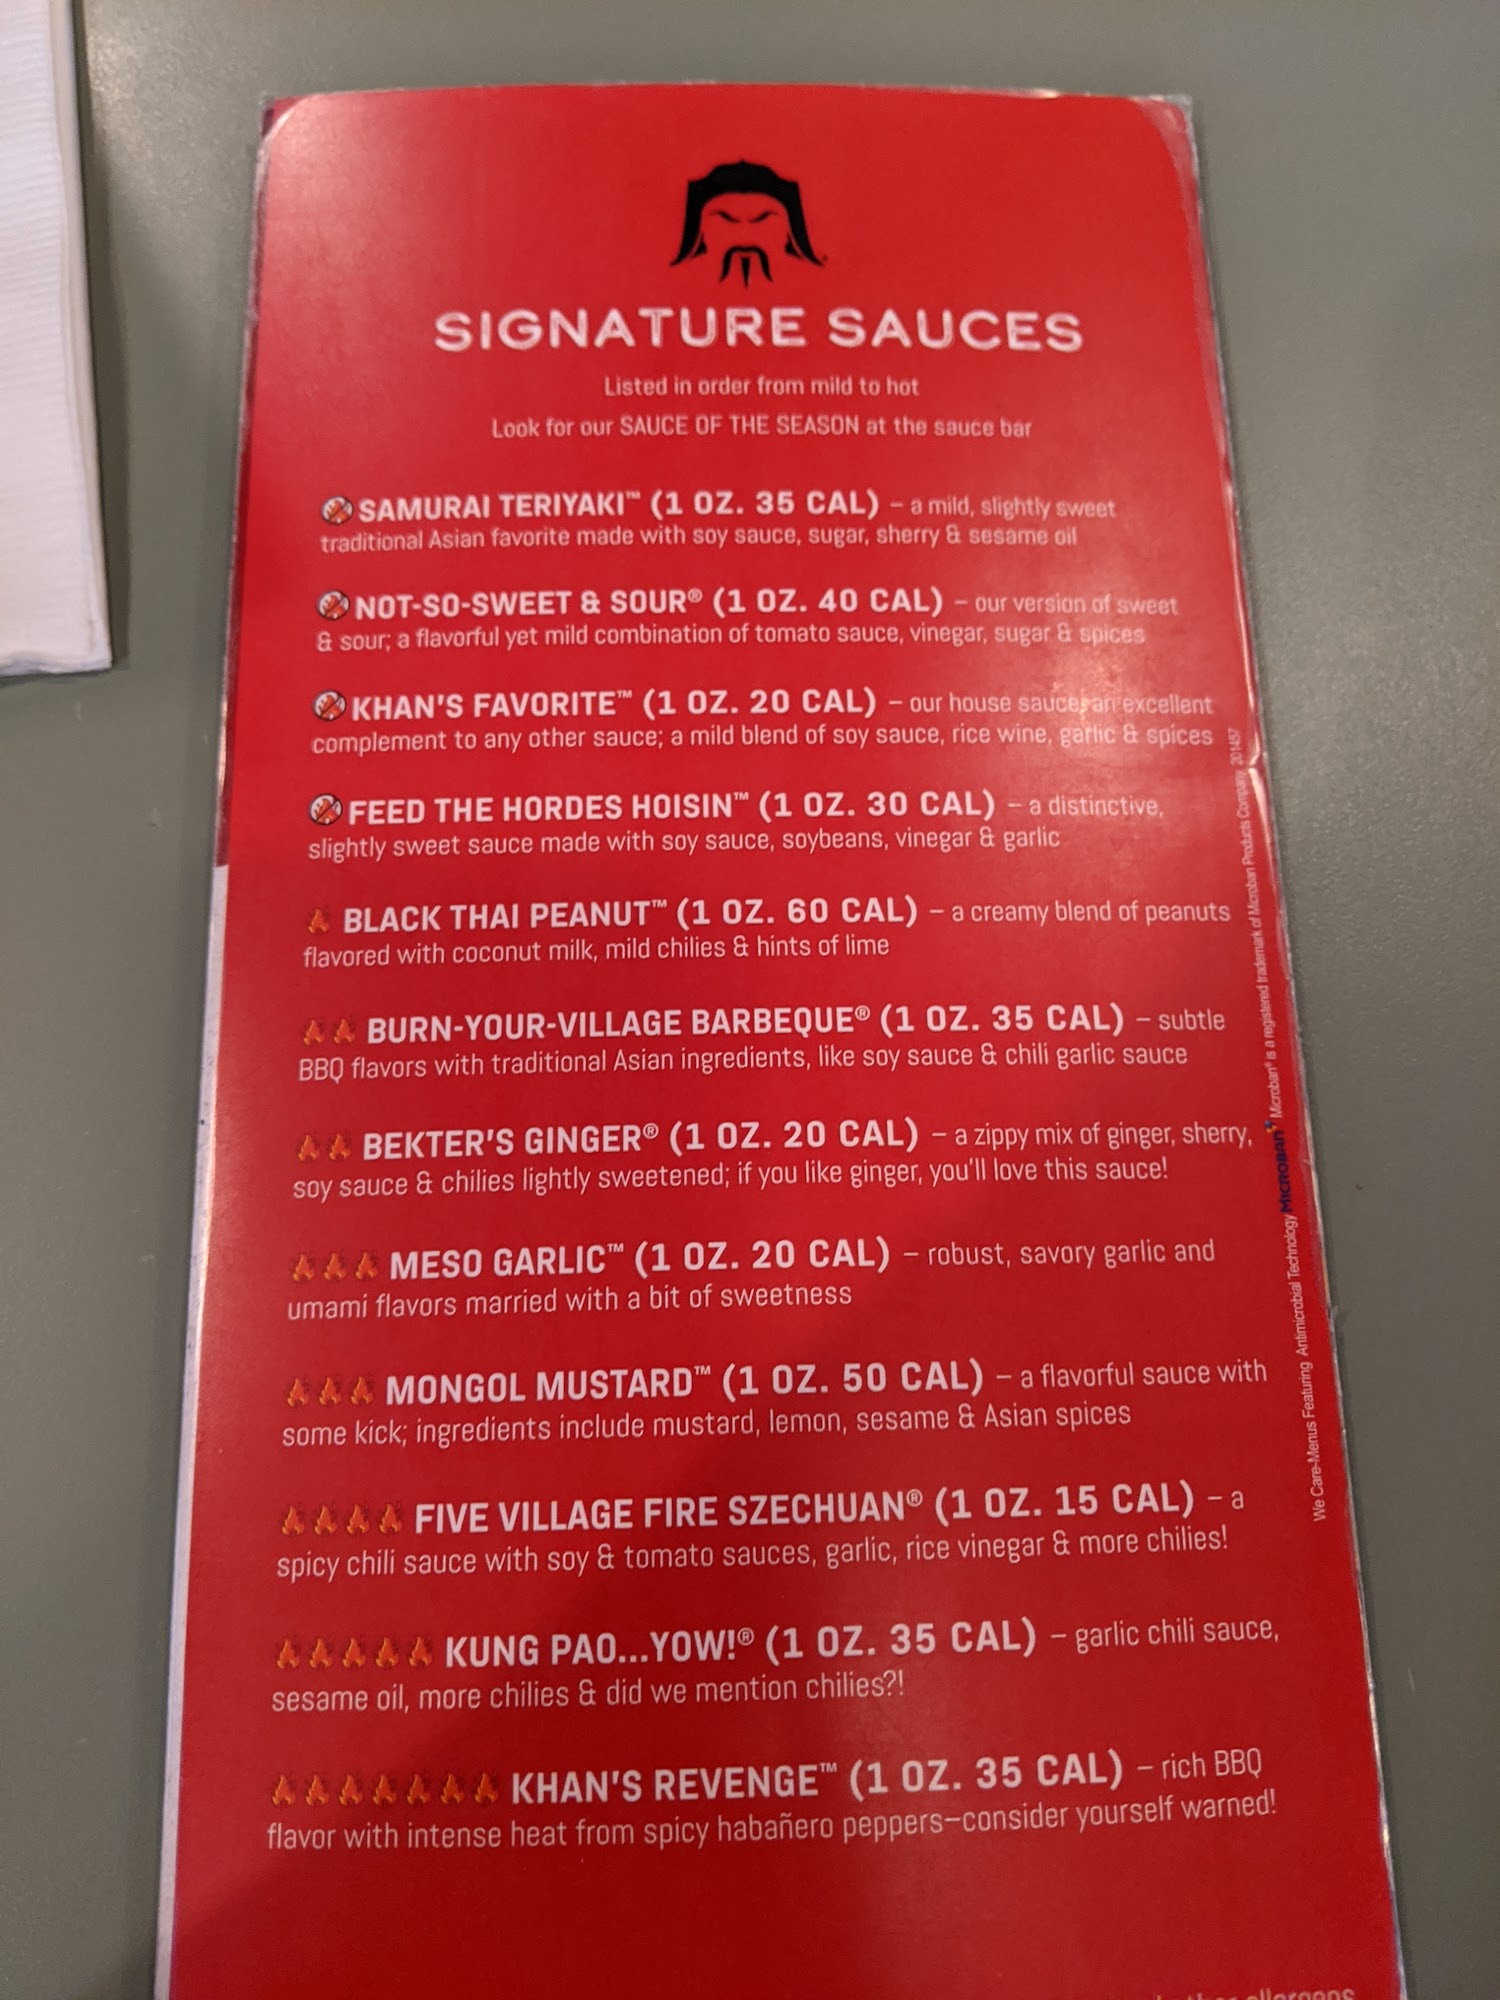 SIGNATURE SAUCES
Listed in order from mild to hot
Look for our SAUCE OF THE SEASON at the sauce bar
SAMURAI TERIYAKI™ (1 OZ. 35 CAL) – a mild, slightly sweet
traditional Asian favorite made with soy sauce, sugar, sherry & sesame oil
NOT-SO-SWEET & SOUR® (1 OZ. 40 CAL) – our version of sweet
& sour; a flavorful yet mild combination of tomato sauce, vinegar, sugar & spices
KHAN'S FAVORITE™ (1 OZ. 20 CAL) – our house sauce, an excellent
complement to any other sauce; a mild blend of soy sauce, rice wine, garlic & spices
FEED THE HORDES HOISIN™ (1 OZ. 30 CAL) – a distinctive,
slightly sweet sauce made with soy sauce, soybeans, vinegar & garlic
BLACK THAI PEANUT™ (1 OZ. 60 CAL) – a creamy blend of peanuts
flavored with coconut milk, mild chilies & hints of lime
BURN-YOUR-VILLAGE BARBEQUE® (1 OZ. 35 CAL) – subtle
BBQ flavors with traditional Asian ingredients, like soy sauce & chili garlic sauce
BEKTER'S GINGER® (1 OZ. 20 CAL) – a zippy mix of ginger, sherry,
soy sauce & chilies lightly sweetened; if you like ginger, you'll love this sauce!
MESO GARLIC™ (1 OZ. 20 CAL) – robust, savory garlic and
umami flavors married with a bit of sweetness
MONGOL MUSTARD™ (1 OZ. 50 CAL) – a flavorful sauce with
some kick; ingredients include mustard, lemon, sesame & Asian spices
FIVE VILLAGE FIRE SZECHUAN® (1 OZ. 15 CAL) – a
spicy chili sauce with soy & tomato sauces, garlic, rice vinegar & more chilies!
KUNG PAO...YOW!® (1 OZ. 35 CAL) – garlic chili sauce,
sesame oil, more chilies & did we mention chilies?!
KHAN'S REVENGE™ (1 OZ. 35 CAL) – rich BBQ
flavor with intense heat from spicy habañero peppers–consider yourself warned!
We Care-Menus Featuring Antimicrobial Technology MICROBAN Microban® is a registered trademark of Microban Products Company 201457
allergens